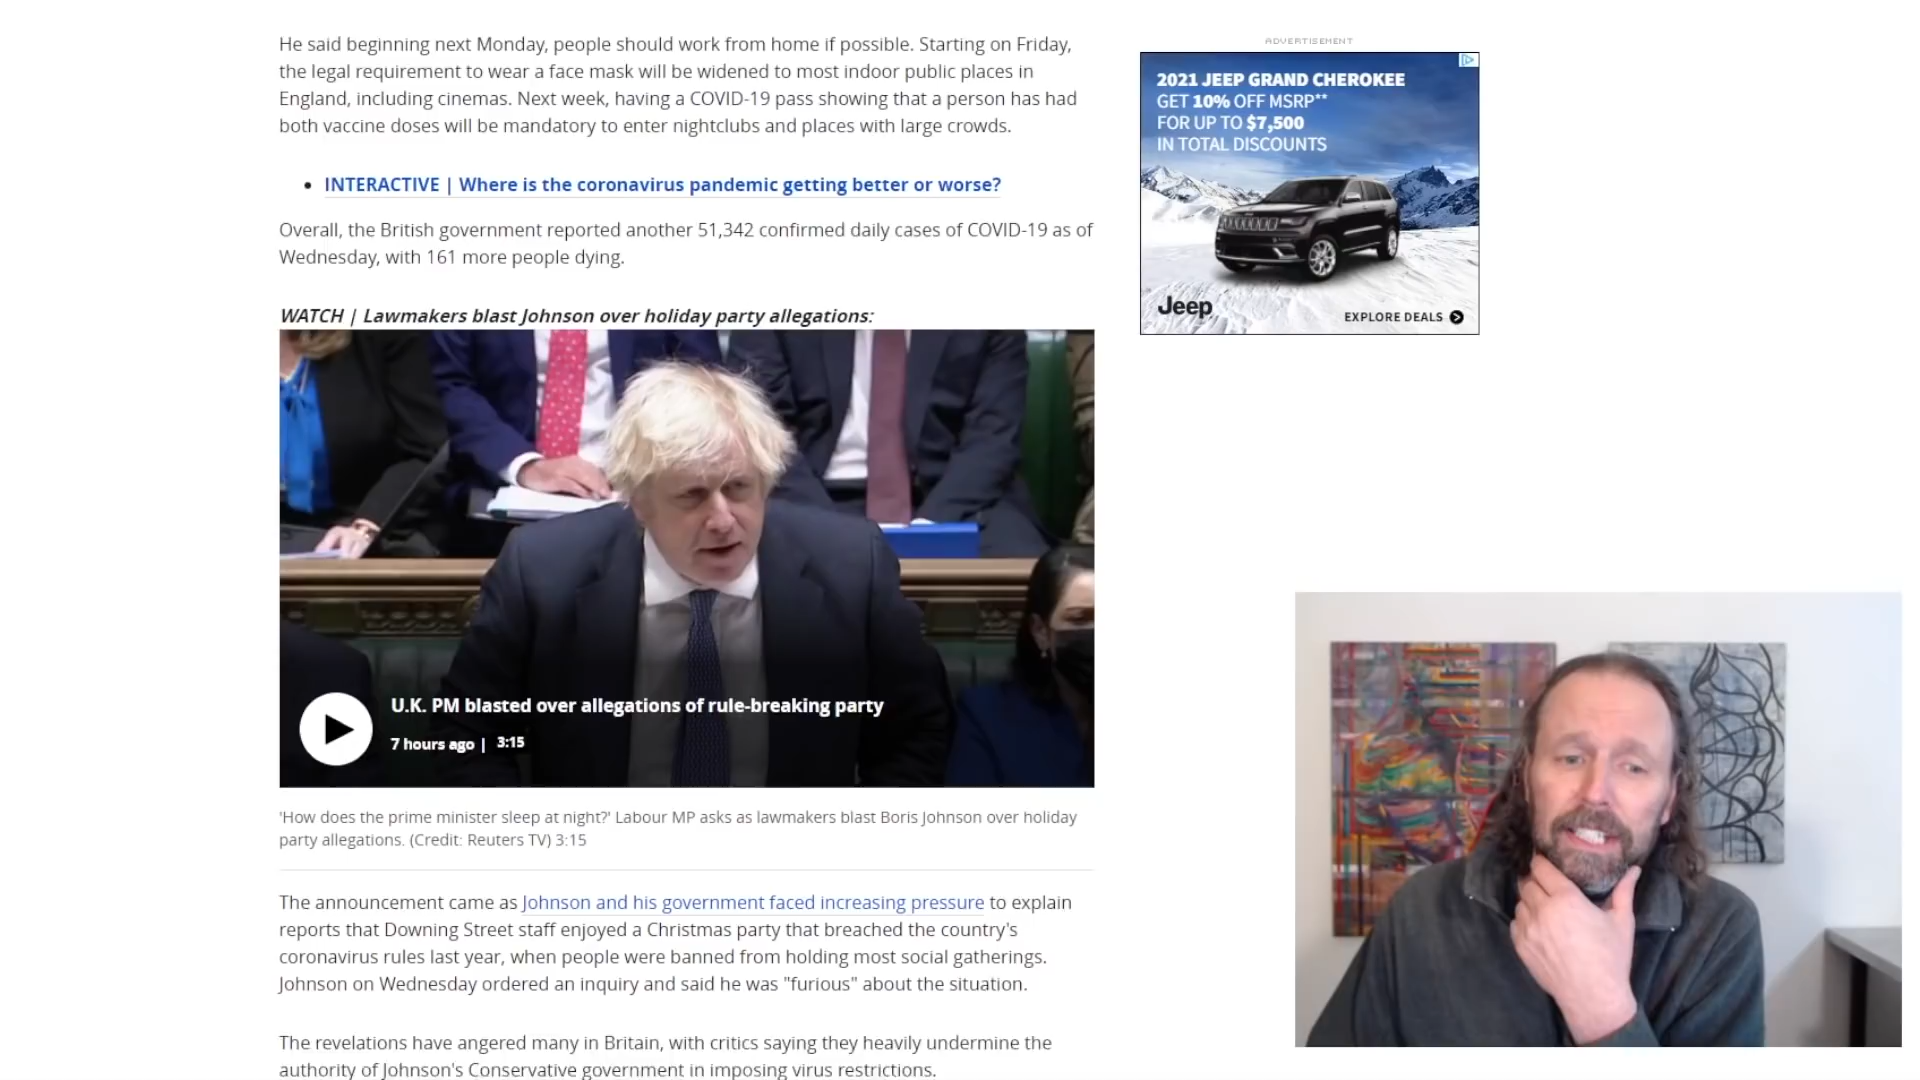 He said beginning next Monday, people should work from home if possible. Starting on Friday,
the legal requirement to wear a face mask will be widened to most indoor public places in
England, including cinemas. Next week, having a COVID-19 pass showing that a person has had
both vaccine doses will be mandatory to enter nightclubs and places with large crowds.
• INTERACTIVE | Where is the coronavirus pandemic getting better or worse?
Overall, the British government reported another 51,342 confirmed daily cases of COVID-19 as of
Wednesday, with 161 more people dying.
WATCH | Lawmakers blast Johnson over holiday party allegations:
U.K. PM blasted over allegations of rule-breaking party
7 hours ago | 3:15
'How does the prime minister sleep at night?' Labour MP asks as lawmakers blast Boris Johnson over holiday
party allegations. (Credit: Reuters TV) 3:15
The announcement came as Johnson and his government faced increasing pressure to explain
reports that Downing Street staff enjoyed a Christmas party that breached the country's
coronavirus rules last year, when people were banned from holding most social gatherings.
Johnson on Wednesday ordered an inquiry and said he was "furious" about the situation.
The revelations have angered many in Britain, with critics saying they heavily undermine the
authority of Johnson's Conservative government in imposing virus restrictions.
ADVERTISEMENT
2021 JEEP GRAND CHEROKEE
GET 10% OFF MSRP**
FOR UP TO $7,500
IN TOTAL DISCOUNTS
Jeep
EXPLORE DEALS